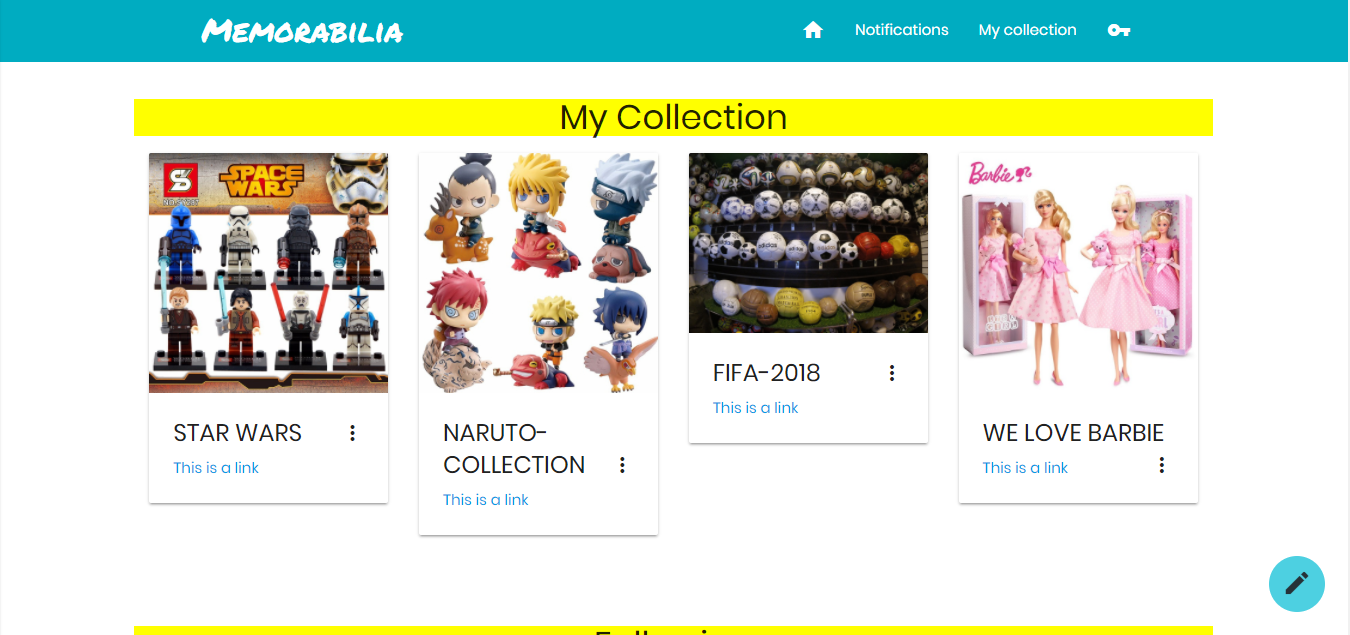 MEMORABILIA
Notifications
My collection
My Collection
SPACE
WARS
STAR WARS
This is a link
NARUTO-
COLLECTION
This is a link
adidas
FIFA-2018
This is a link
Barbie
WE LOVE BARBIE
This is a link